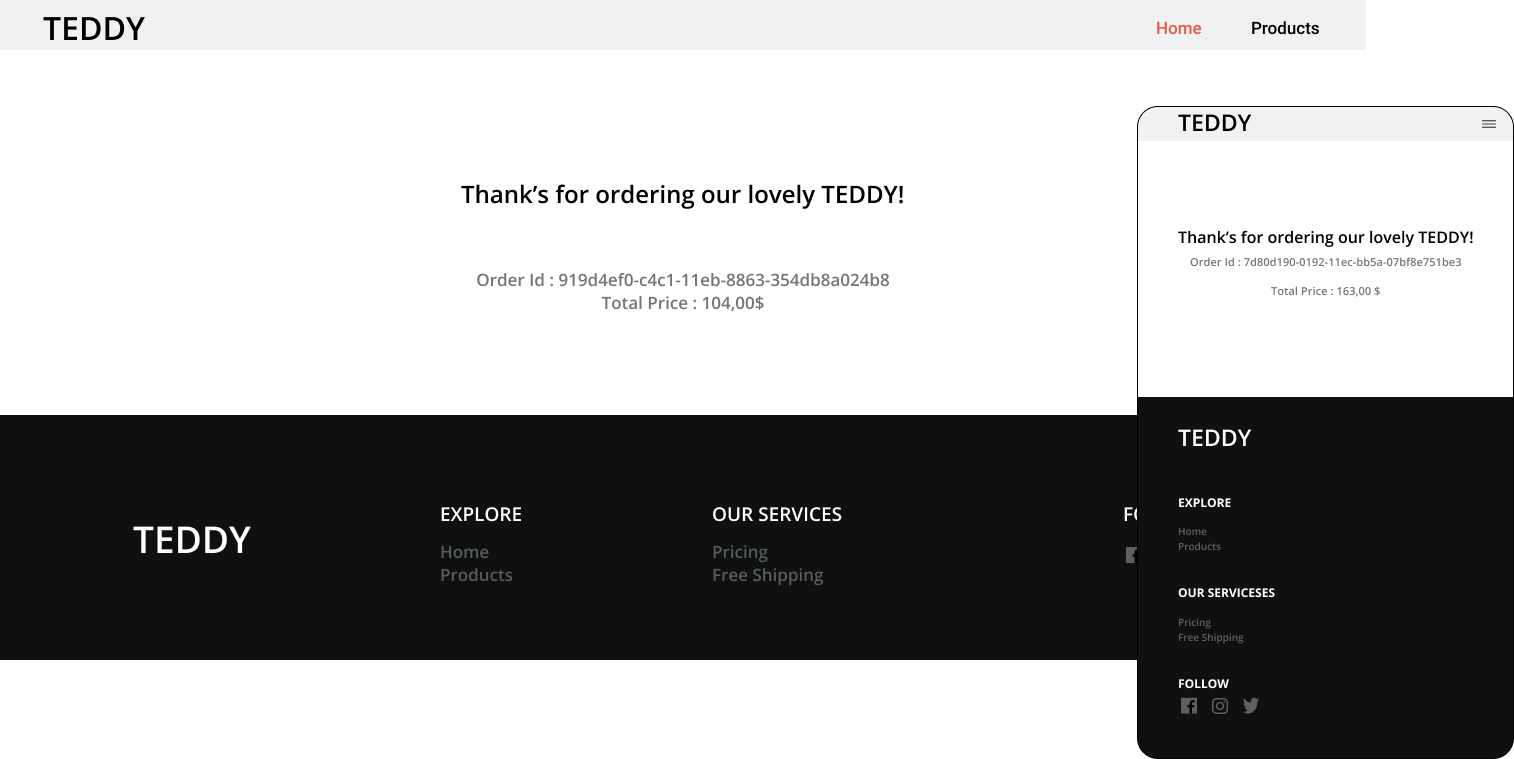 TEDDY
Home
Products
Thank’s for ordering our lovely TEDDY!
Order Id : 919d4ef0-c4c1-11eb-8863-354db8a024b8
Total Price : 104,00$
TEDDY
EXPLORE
Home
Products
OUR SERVICES
Pricing
Free Shipping
TEDDY
Thank’s for ordering our lovely TEDDY!
Order Id : 7d80d190-0192-11ec-bb5a-07bf8e751be3
Total Price : 163,00 $
TEDDY
EXPLORE
Home
Products
OUR SERVICESES
Pricing
Free Shipping
FOLLOW